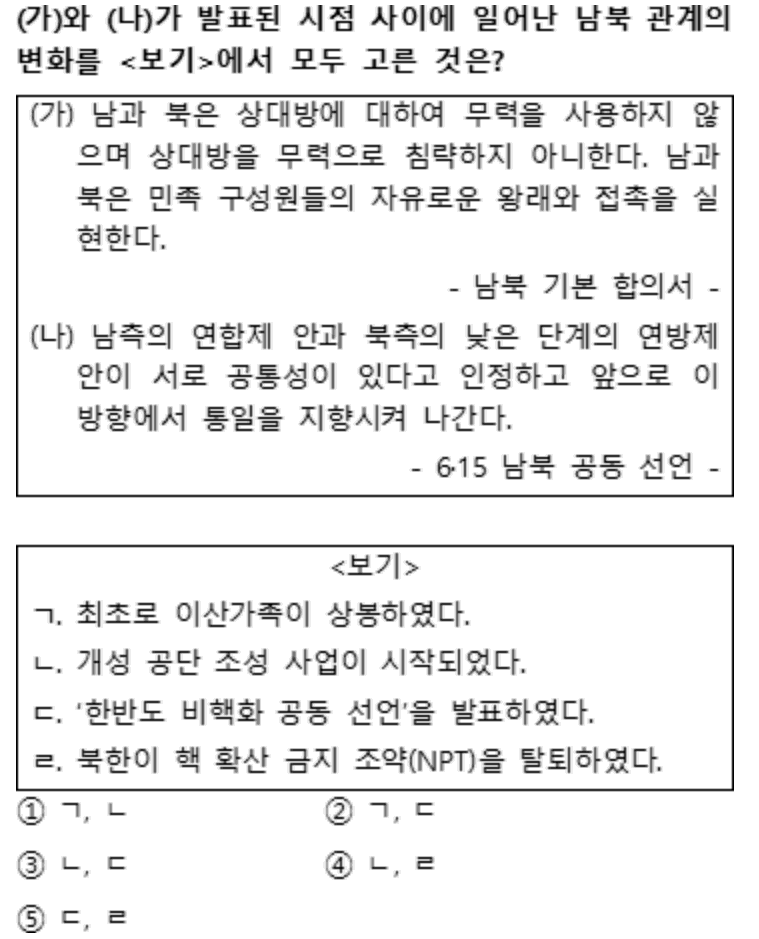 (가)와 (나)가 발표된 시점 사이에 일어난 남북 관계의
변화를 <보기>에서 모두 고른 것은?
(가) 남과 북은 상대방에 대하여 무력을 사용하지 않
으며 상대방을 무력으로 침략하지 아니한다. 남과
북은 민족 구성원들의 자유로운 왕래와 접촉을 실
현한다.
- 남북 기본 합의서 -
(나) 남측의 연합제 안과 북측의 낮은 단계의 연방제
안이 서로 공통성이 있다고 인정하고 앞으로 이
방향에서 통일을 지향시켜 나간다.
- 6·15 남북 공동 선언 -
<보기>
ㄱ. 최초로 이산가족이 상봉하였다.
ㄴ. 개성 공단 조성 사업이 시작되었다.
ㄷ. '한반도 비핵화 공동 선언'을 발표하였다.
ㄹ. 북한이 핵 확산 금지 조약(NPT)을 탈퇴하였다.
① ㄱ, ㄴ ② ㄱ, ㄷ
③ ㄴ, ㄷ ④ ㄴ, ㄹ
⑤ ㄷ, ㄹ